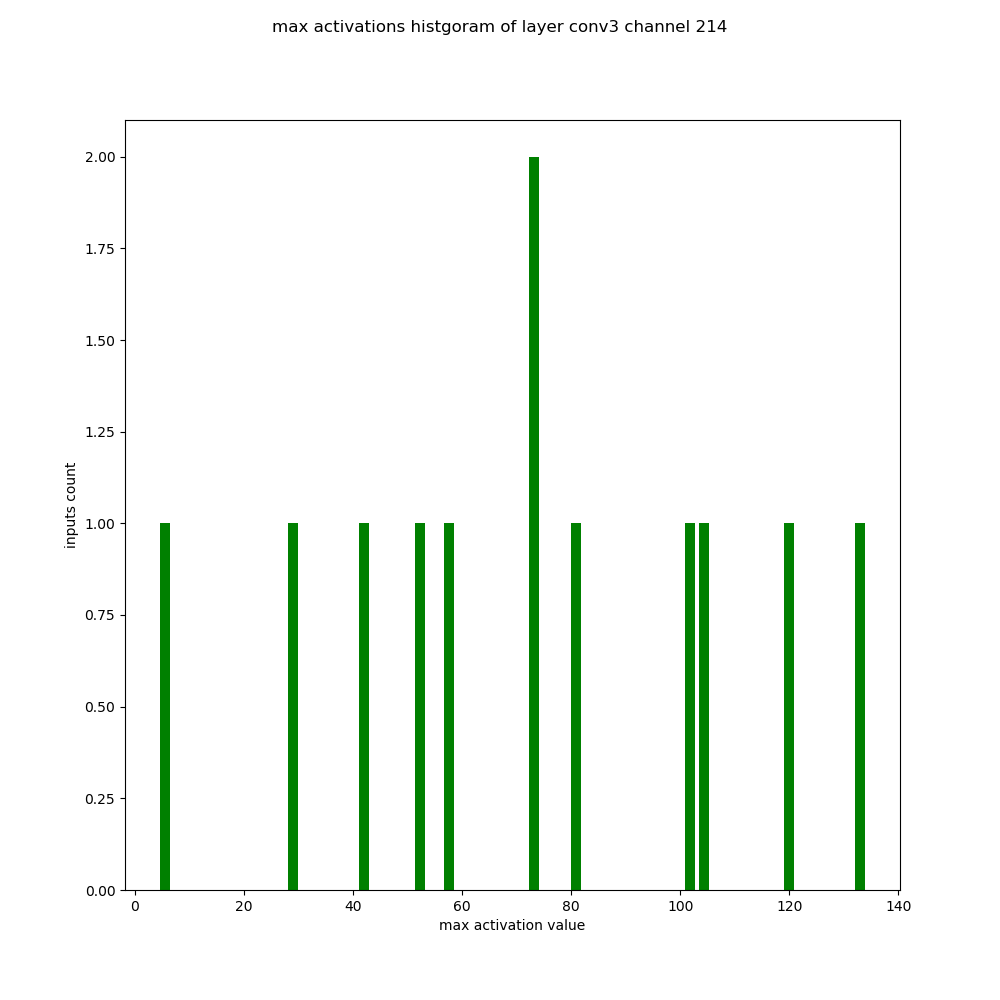 max activations histgoram of layer conv3 channel 214
2.00
1.75
1.50
1.25
1.00
0.75
0.50
0.25
0.00
inputs count
0 20 40 60 80 100 120 140
max activation value